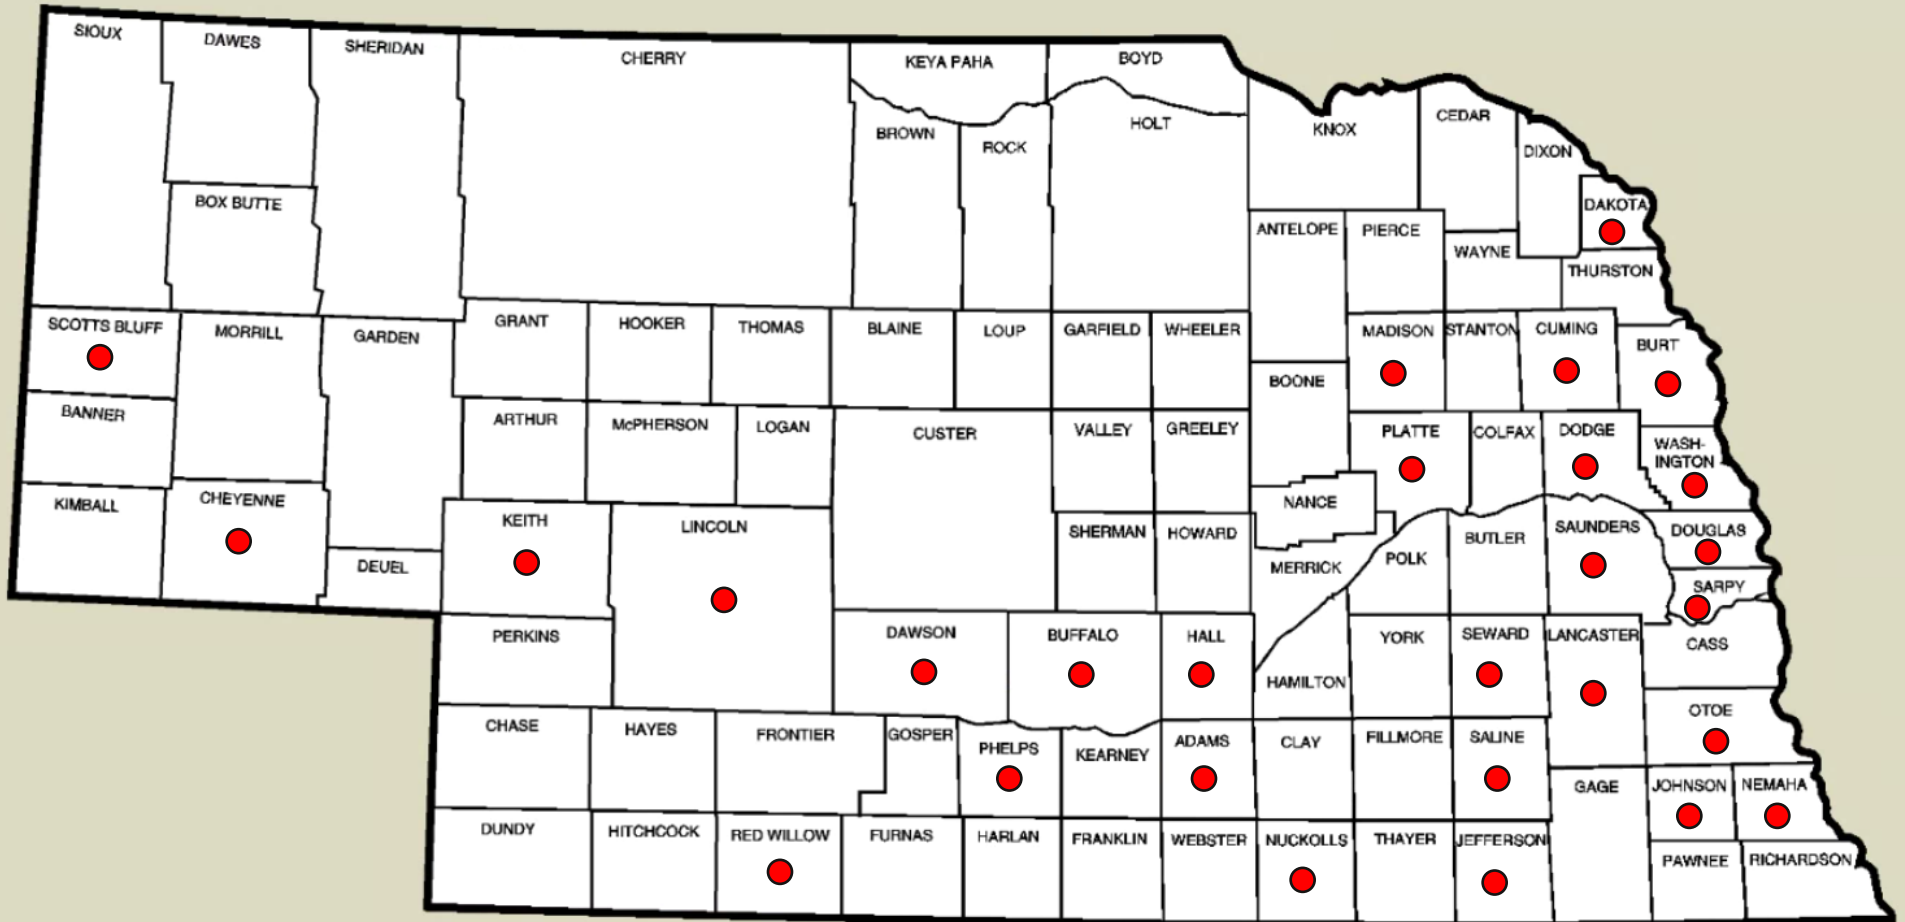 SIOUX
DAWES
SHERIDAN
CHERRY
KEYA PAHA
BOYD
KNOX
CEDAR
DIXON
DAKOTA
BROWN
ROCK
HOLT
BOX BUTTE
ANTELOPE
PIERCE
WAYNE
THURSTON
SCOTTS BLUFF
MORRILL
GARDEN
GRANT
HOOKER
THOMAS
BLAINE
LOUP
GARFIELD
WHEELER
MADISON
STANTON
CUMING
BURT
BOONE
BANNER
ARTHUR
McPHERSON
LOGAN
CUSTER
VALLEY
GREELEY
PLATTE
COLFAX
DODGE
WASH-
INGTON
KIMBALL
CHEYENNE
NANCE
KEITH
LINCOLN
SHERMAN
HOWARD
MERRICK
POLK
BUTLER
SAUNDERS
DOUGLAS
DEUEL
SARPY
PERKINS
DAWSON
BUFFALO
HALL
HAMILTON
YORK
SEWARD
LANCASTER
CASS
CHASE
HAYES
FRONTIER
GOSPER
PHELPS
KEARNEY
ADAMS
CLAY
FILLMORE
SALINE
OTOE
GAGE
JOHNSON
NEMAHA
DUNDY
HITCHCOCK
RED WILLOW
FURNAS
HARLAN
FRANKLIN
WEBSTER
NUCKOLLS
THAYER
JEFFERSON
PAWNEE
RICHARDSON